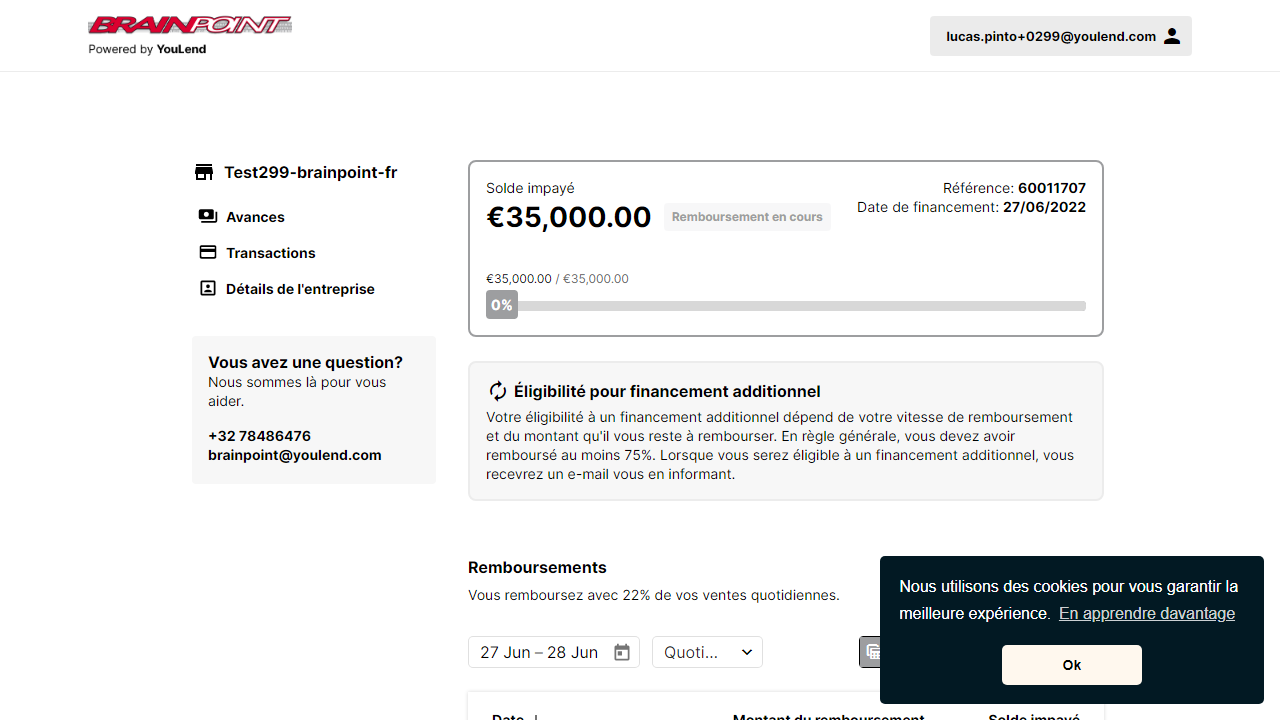 BRAINPOINT
Powered by YouLend
lucas.pinto+0299@youlend.com
Test299-brainpoint-fr
Avances
Transactions
Détails de l'entreprise
Vous avez une question?
Nous sommes là pour vous
aider.
+32 78486476
brainpoint@youlend.com
Solde impayé
€35,000.00
Remboursement en cours
Référence: 60011707
Date de financement: 27/06/2022
€35,000.00 / €35,000.00
0%
Éligibilité pour financement additionnel
Votre éligibilité à un financement additionnel dépend de votre vitesse de remboursement
et du montant qu'il vous reste à rembourser. En règle générale, vous devez avoir
remboursé au moins 75%. Lorsque vous serez éligible à un financement additionnel, vous
recevrez un e-mail vous en informant.
Remboursements
Vous remboursez avec 22% de vos ventes quotidiennes.
27 Jun – 28 Jun
Quoti...
Date ↓ Montant du remboursement Solde impayé
Nous utilisons des cookies pour vous garantir la
meilleure expérience. En apprendre davantage
Ok